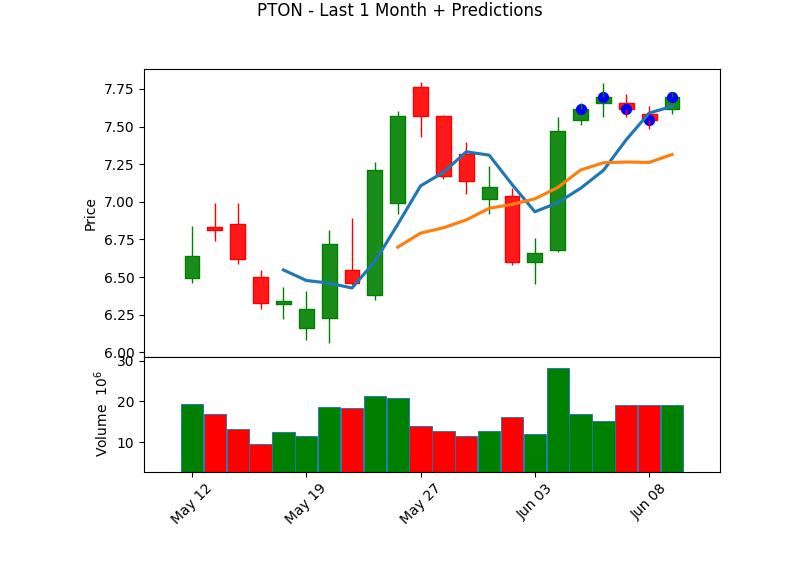 PTON - Last 1 Month + Predictions
7.75
7.50
7.25
7.00
6.75
6.50
6.25
6.00
Price
30
20
10
Volume 10^6
May 12
May 19
May 27
Jun 03
Jun 08